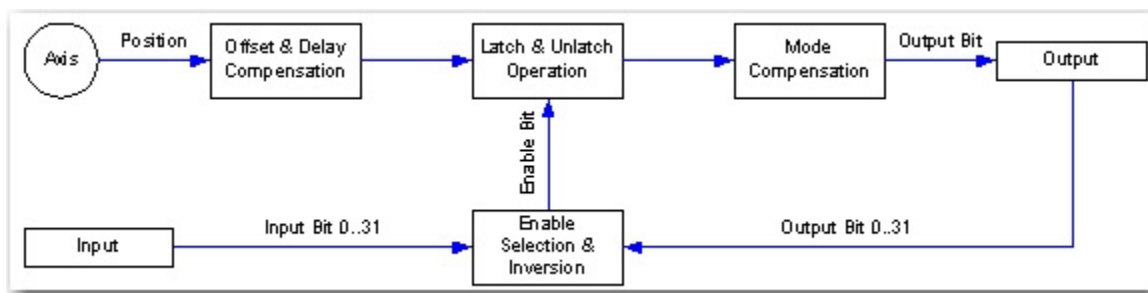 Axis
Position
Offset & Delay
Compensation
Latch & Unlatch
Operation
Mode
Compensation
Output Bit
Output
Enable Bit
Input
Input Bit 0..31
Enable
Selection &
Inversion
Output Bit 0..31